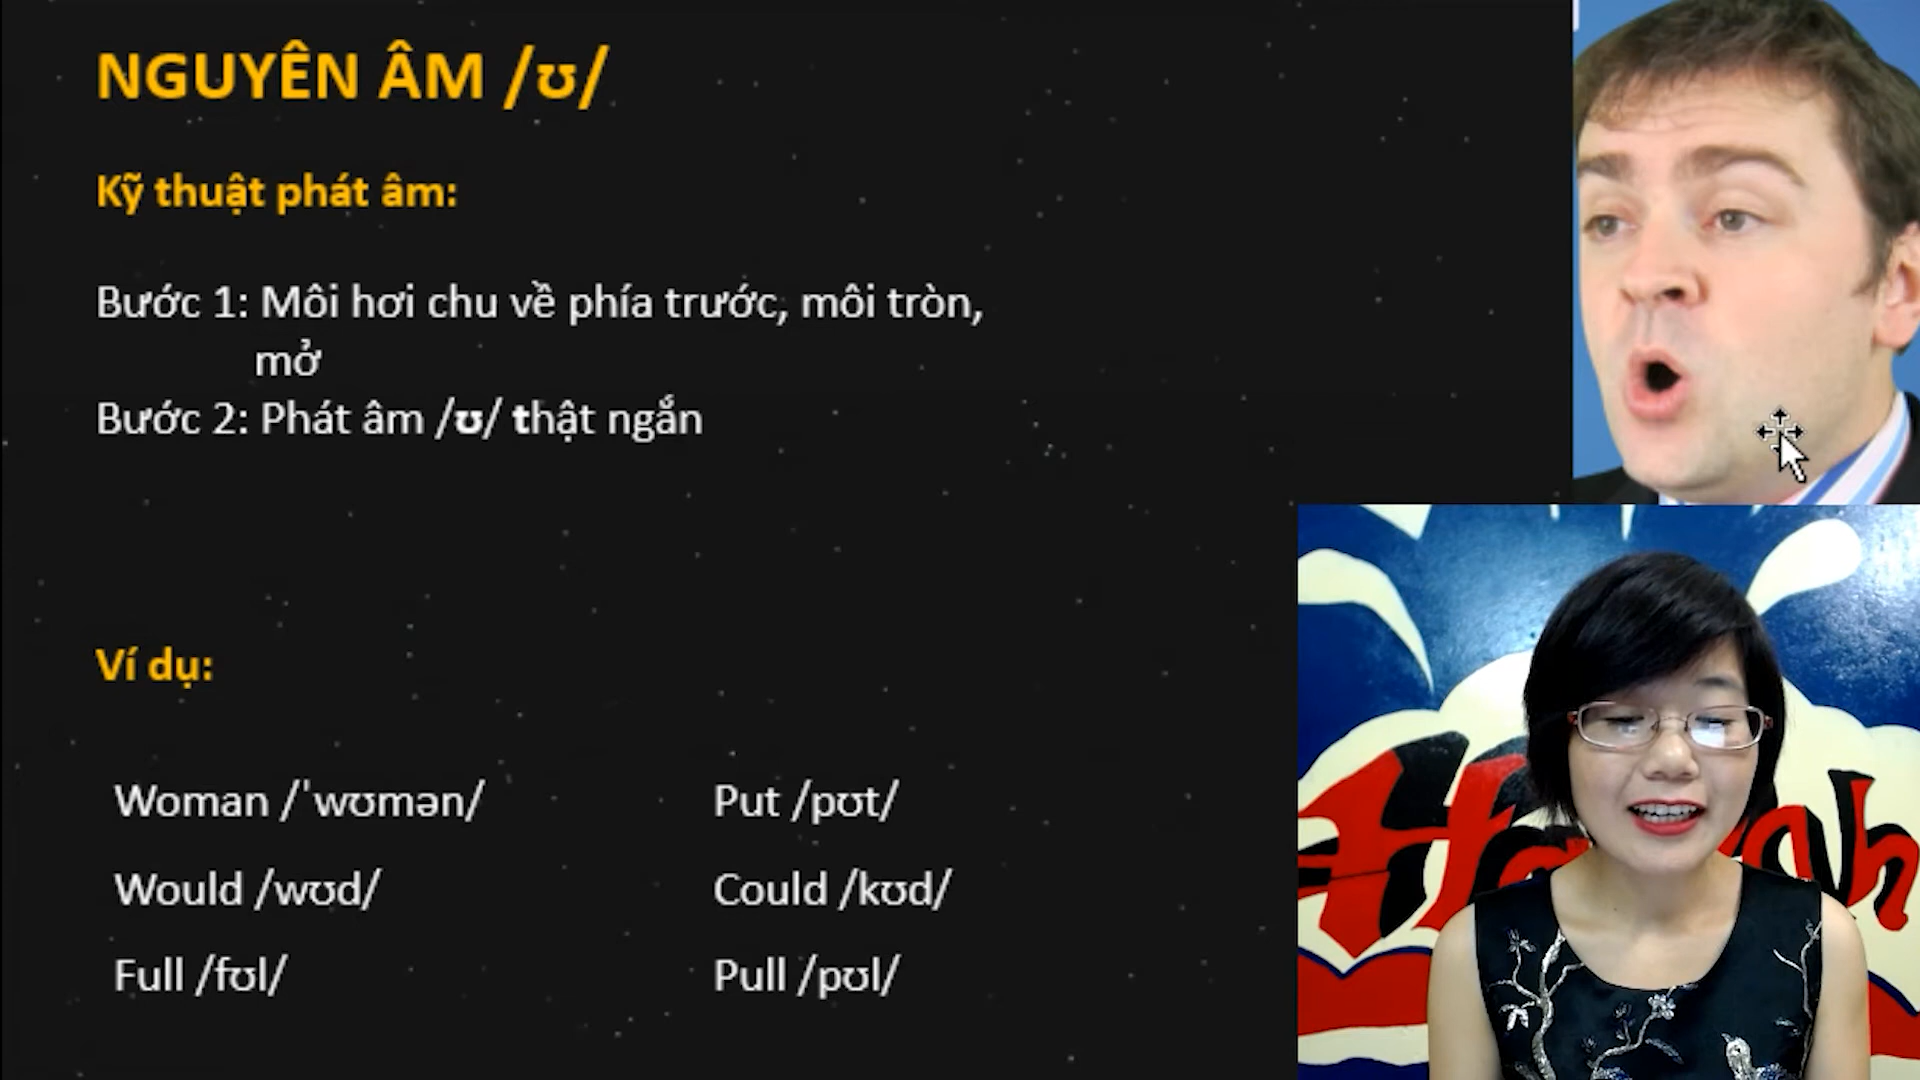 NGUYÊN ÂM /ʊ/
Kỹ thuật phát âm:
Bước 1: Môi hơi chu về phía trước, môi tròn,
mở
Bước 2: Phát âm /ʊ/ thật ngắn
Ví dụ:
Woman /ˈwʊmən/
Put /pʊt/
Would /wʊd/
Could /kʊd/
Full /fʊl/
Pull /pʊl/